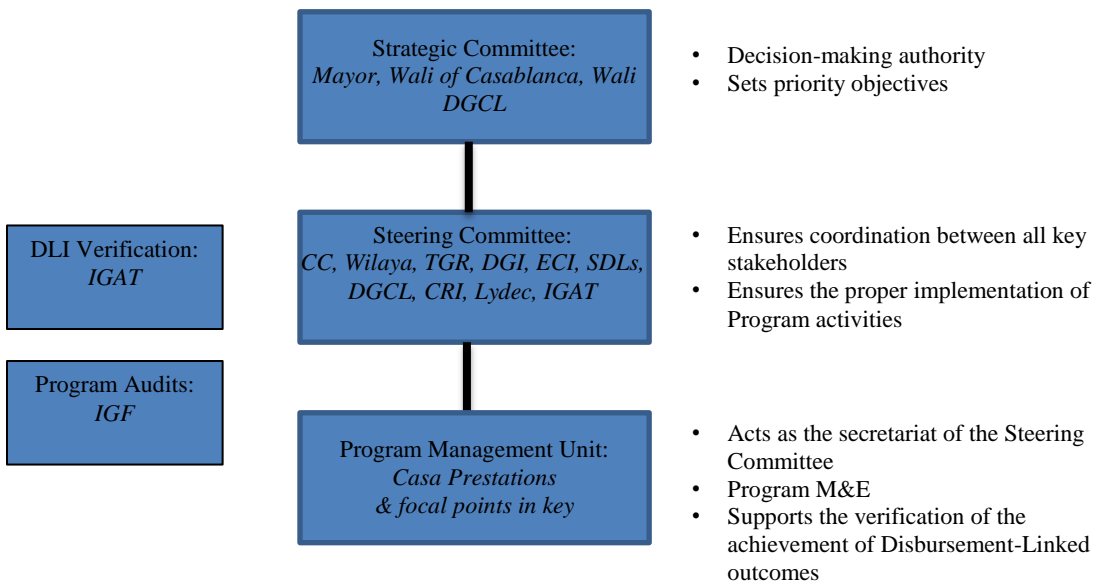 Strategic Committee:
Mayor, Wali of Casablanca, Wali
DGCL
• Decision-making authority
• Sets priority objectives
DLI Verification:
IGAT
Steering Committee:
CC, Wilaya, TGR, DGI, ECI, SDLs,
DGCL, CRI, Lydec, IGAT
• Ensures coordination between all key
stakeholders
• Ensures the proper implementation of
Program activities
Program Audits:
IGF
Program Management Unit:
Casa Prestations
& focal points in key
• Acts as the secretariat of the Steering
Committee
• Program M&E
• Supports the verification of the
achievement of Disbursement-Linked
outcomes